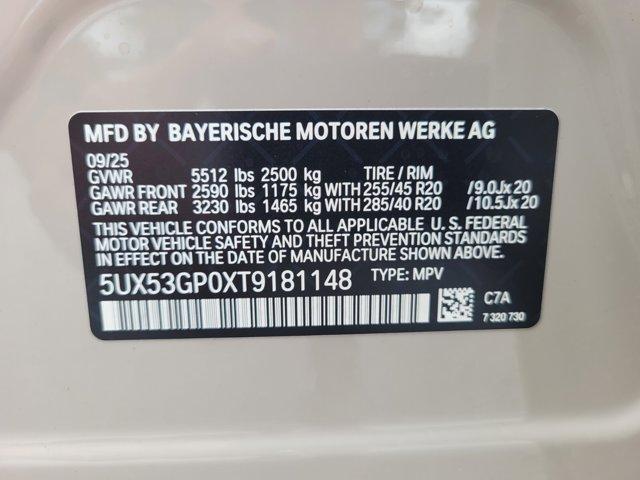 MFD BY BAYERISCHE MOTOREN WERKE AG
09/25
GVWR 5512 lbs 2500 kg TIRE / RIM
GAWR FRONT 2590 lbs 1175 kg WITH 255/45 R20 /9.0Jx20
GAWR REAR 3230 lbs 1465 kg WITH 285/40 R20 /10.5Jx20
THIS VEHICLE CONFORMS TO ALL APPLICABLE U. S. FEDERAL
MOTOR VEHICLE SAFETY AND THEFT PREVENTION STANDARDS
IN EFFECT ON THE DATE OF MANUFACTURE SHOWN ABOVE.
5UX53GP0XT9181148 TYPE: MPV
C7A
7 320 730